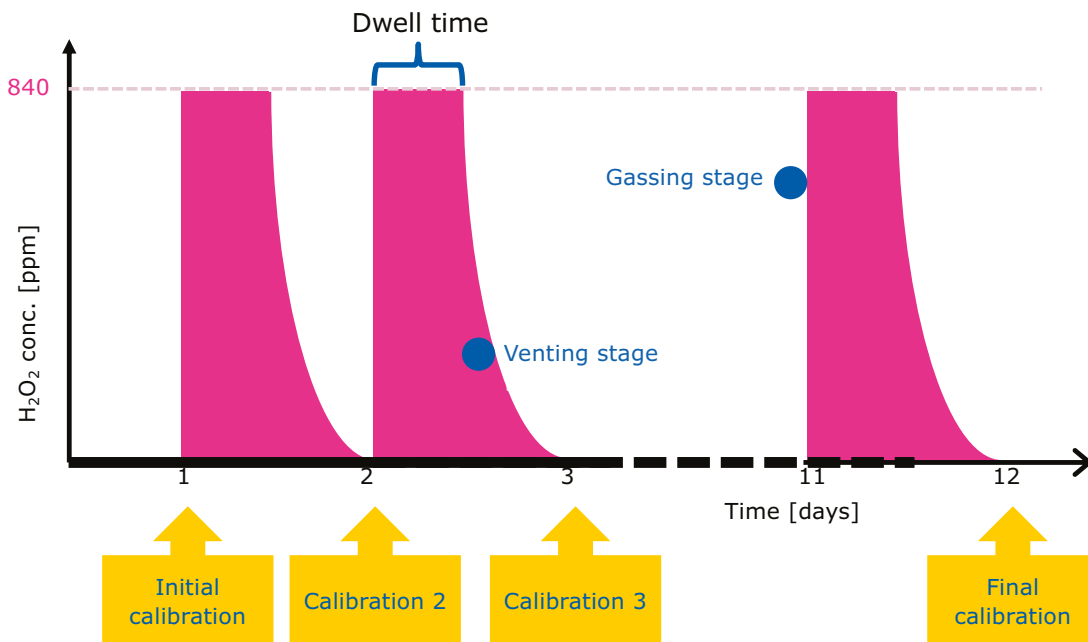 Dwell time
840
Gassing stage
Venting stage
H₂O₂ conc. [ppm]
1
2
3
11
12
Time [days]
Initial
calibration
Calibration 2
Calibration 3
Final
calibration